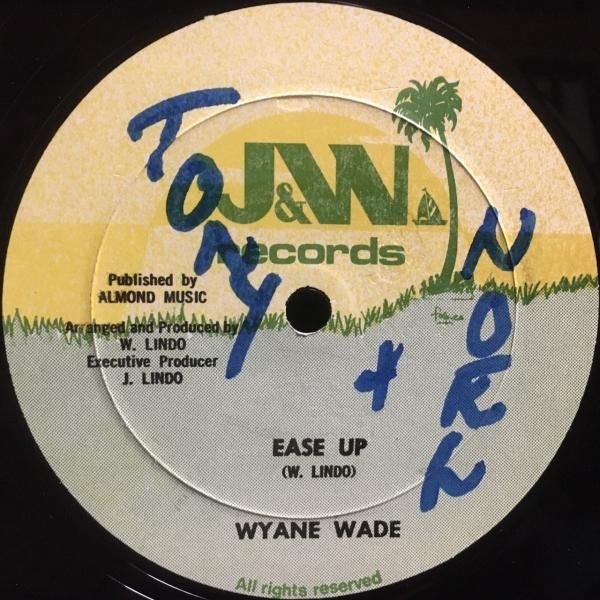 J&W
records
Published by
ALMOND MUSIC
Arranged and Produced by
W. LINDO
Executive Producer
J. LINDO
TONY
+
EASE UP
(W. LINDO)
WYANE WADE
All rights reserved